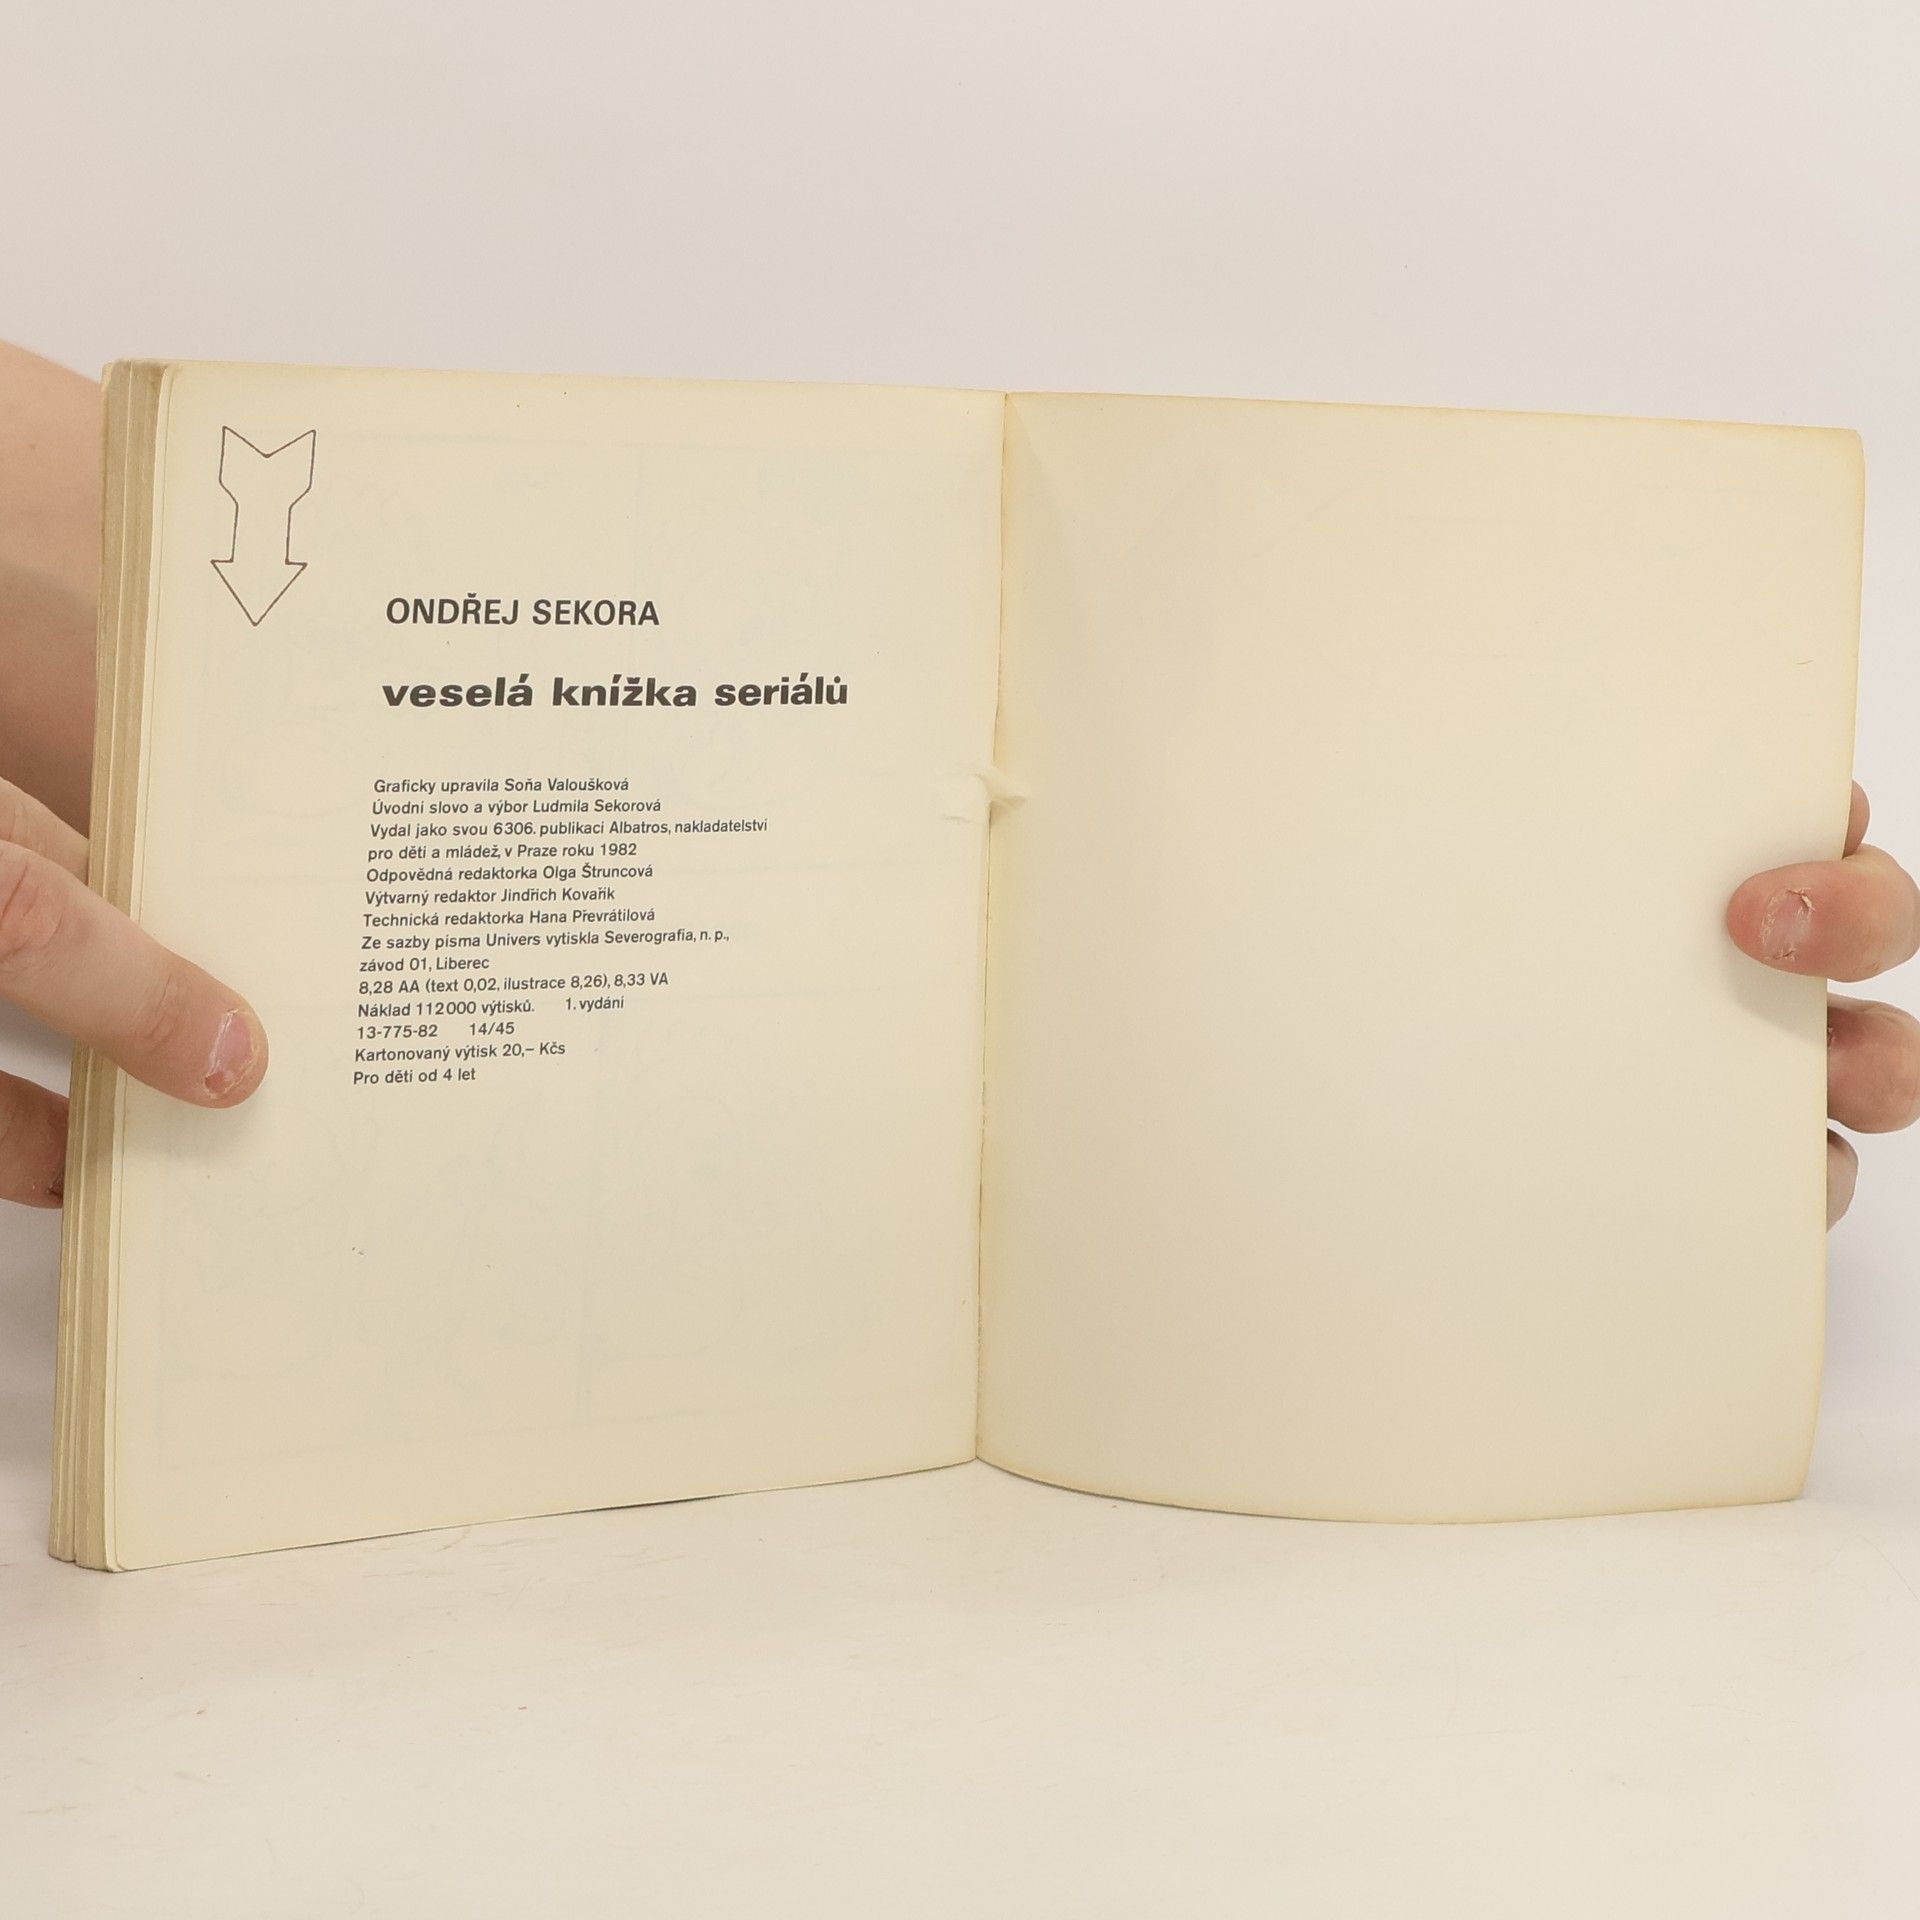 ONDŘEJ SEKORA
veselá knížka seriálů
Graficky upravila Soňa Valoušková
Úvodní slovo a výbor Ludmila Sekorová
Vydal jako svou 6306. publikaci Albatros, nakladatelství
pro děti a mládež, v Praze roku 1982
Odpovědná redaktorka Olga Štruncová
Výtvarný redaktor Jindřich Kovařík
Technická redaktorka Hana Převrátilová
Ze sazby písma Univers vytiskla Severografia, n. p.,
závod 01, Liberec
8,28 AA (text 0,02, ilustrace 8,26), 8,33 VA
Náklad 112000 výtisků. 1. vydání
13-775-82 14/45
Kartonovaný výtisk 20,– Kčs
Pro děti od 4 let